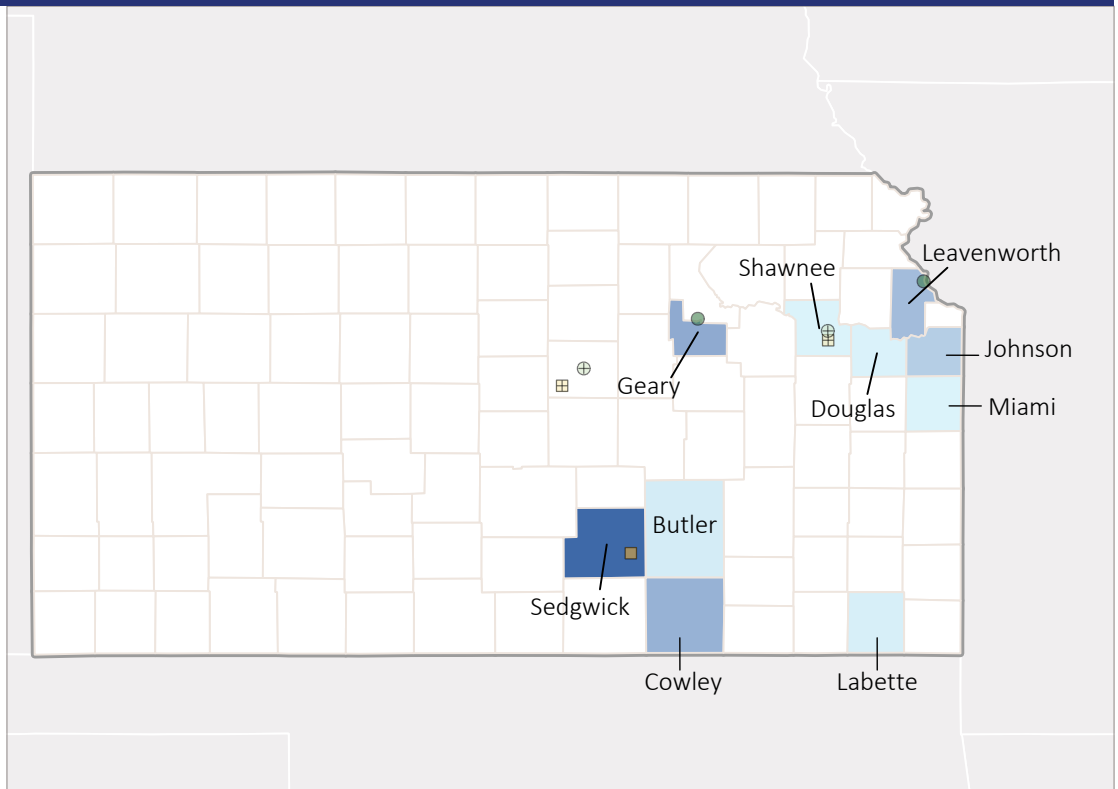 Leavenworth
Shawnee
Johnson
Geary
Douglas
Miami
Butler
Sedgwick
Cowley
Labette